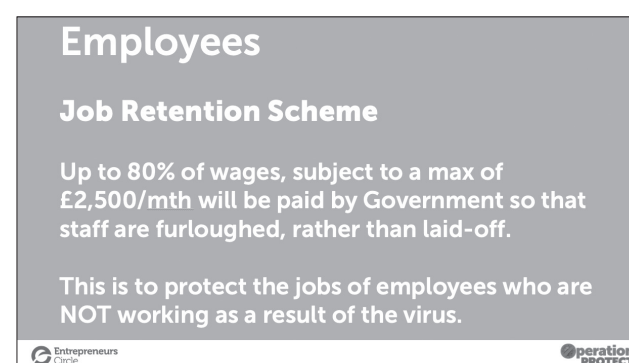 Employees
Job Retention Scheme
Up to 80% of wages, subject to a max of
£2,500/mth will be paid by Government so that
staff are furloughed, rather than laid-off.
This is to protect the jobs of employees who are
NOT working as a result of the virus.
Entrepreneurs
Circle
Operation
PROTECT